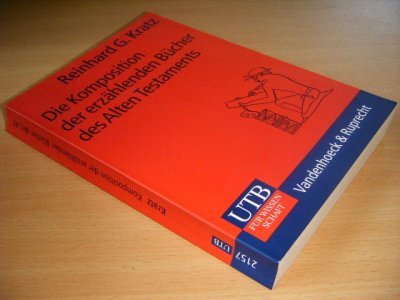 Reinhard G. Kratz
Die Komposition
der erzählenden Bücher
des Alten Testaments
UTB
FÜR WISSEN
SCHAFT
Vandenhoeck & Ruprecht
Kratz Komposition der erzählenden Bücher des AT
UTB
2157